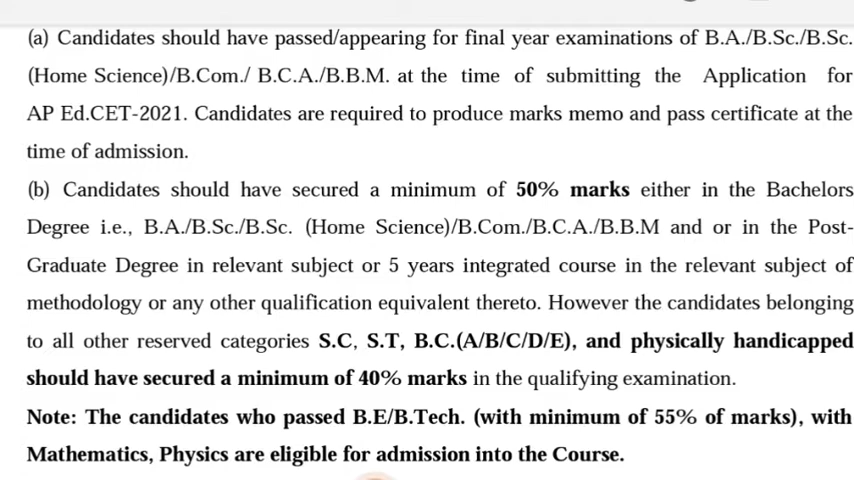 (a) Candidates should have passed/appearing for final year examinations of B.A./B.Sc./B.Sc.
(Home Science)/B.Com./ B.C.A./B.B.M. at the time of submitting the Application for
AP Ed.CET-2021. Candidates are required to produce marks memo and pass certificate at the
time of admission.
(b) Candidates should have secured a minimum of 50% marks either in the Bachelors
Degree i.e., B.A./B.Sc./B.Sc. (Home Science)/B.Com./B.C.A./B.B.M and or in the Post-
Graduate Degree in relevant subject or 5 years integrated course in the relevant subject of
methodology or any other qualification equivalent thereto. However the candidates belonging
to all other reserved categories S.C, S.T, B.C.(A/B/C/D/E), and physically handicapped
should have secured a minimum of 40% marks in the qualifying examination.
Note: The candidates who passed B.E/B.Tech. (with minimum of 55% of marks), with
Mathematics, Physics are eligible for admission into the Course.